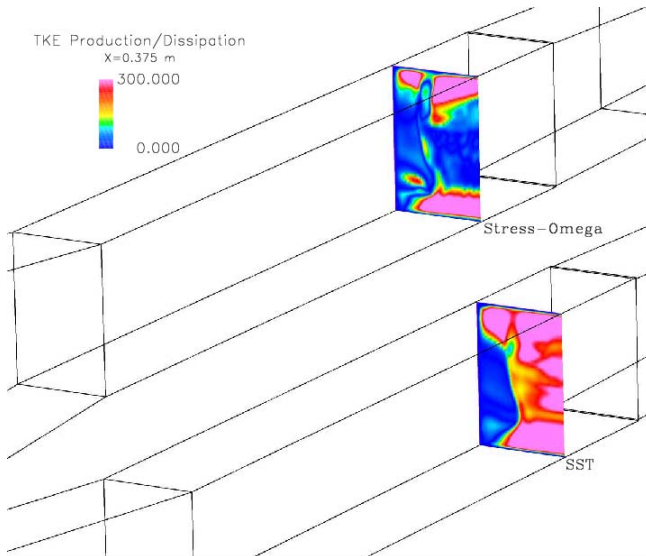 TKE Production/Dissipation
X=0.375 m
300.000
0.000
Stress-Omega
SST